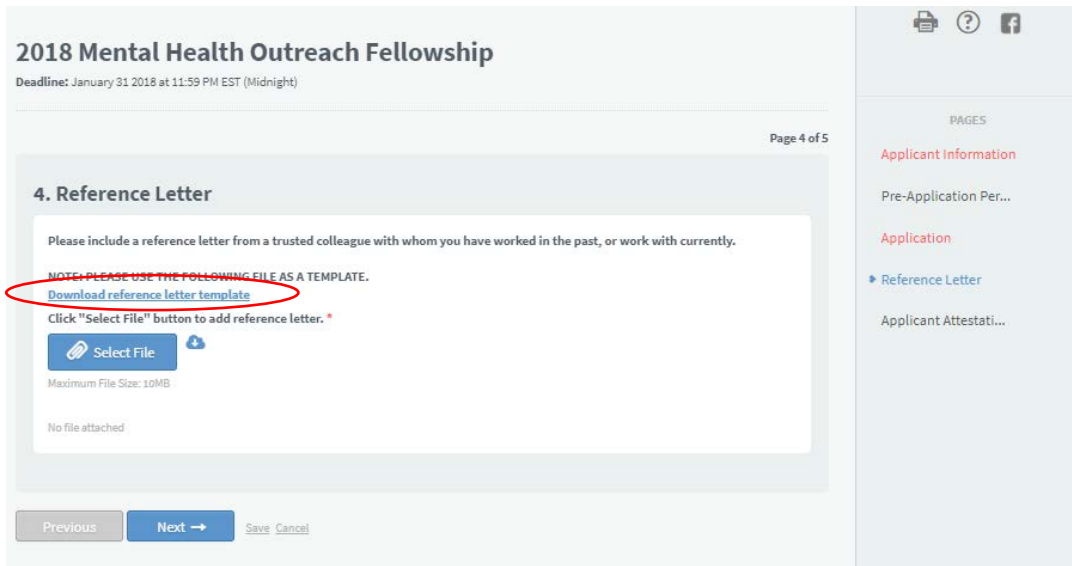 2018 Mental Health Outreach Fellowship
Deadline: January 31 2018 at 11:59 PM EST (Midnight)
Page 4 of 5
4. Reference Letter
Please include a reference letter from a trusted colleague with whom you have worked in the past, or work with currently.
NOTE: PLEASE USE THE FOLLOWING FILE AS A TEMPLATE.
Download reference letter template
Click "Select File" button to add reference letter. *
Select File
Maximum File Size: 10MB
No file attached
Previous Next → Save Cancel
PAGES
Applicant Information
Pre-Application Per...
Application
Reference Letter
Applicant Attestati...